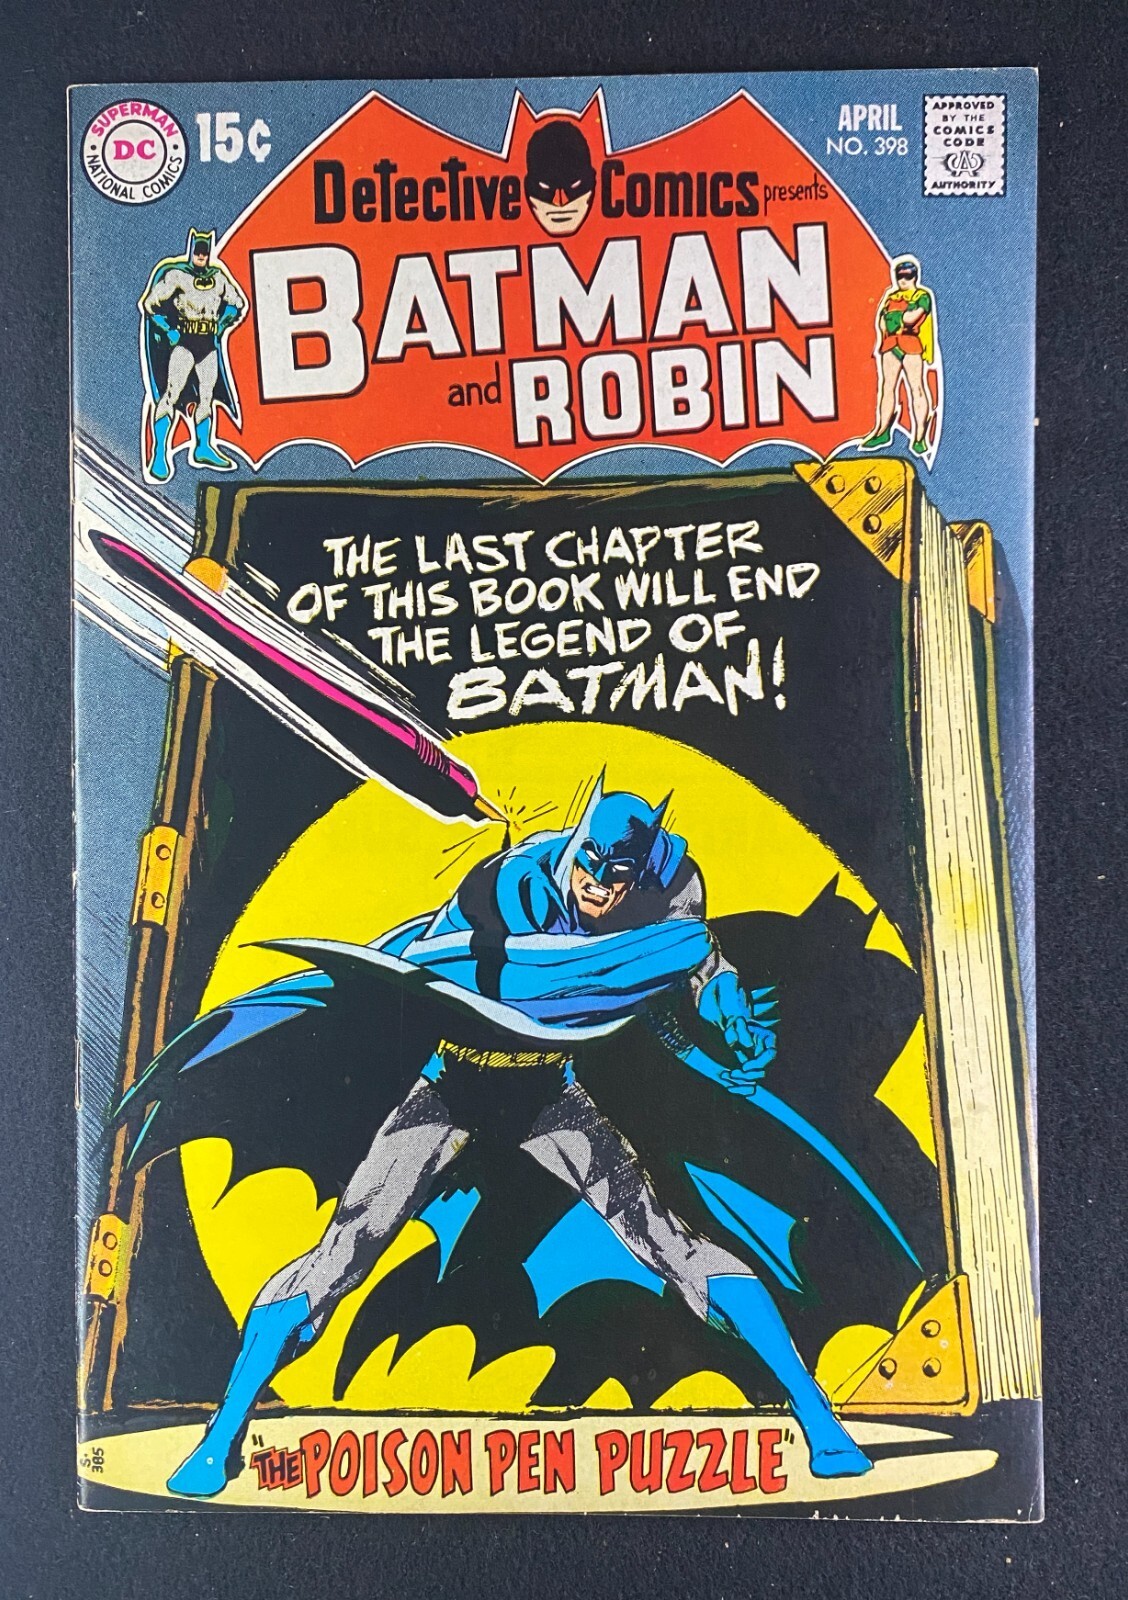 SUPERMAN
DC
NATIONAL COMICS
15¢
APRIL
NO. 398
APPROVED
BY THE
COMICS
CODE
CA
AUTHORITY
Detective Comics presents
BATMAN
and ROBIN
THE LAST CHAPTER
OF THIS BOOK WILL END
THE LEGEND OF
BATMAN!
"THE POISON PEN PUZZLE"
S-
385